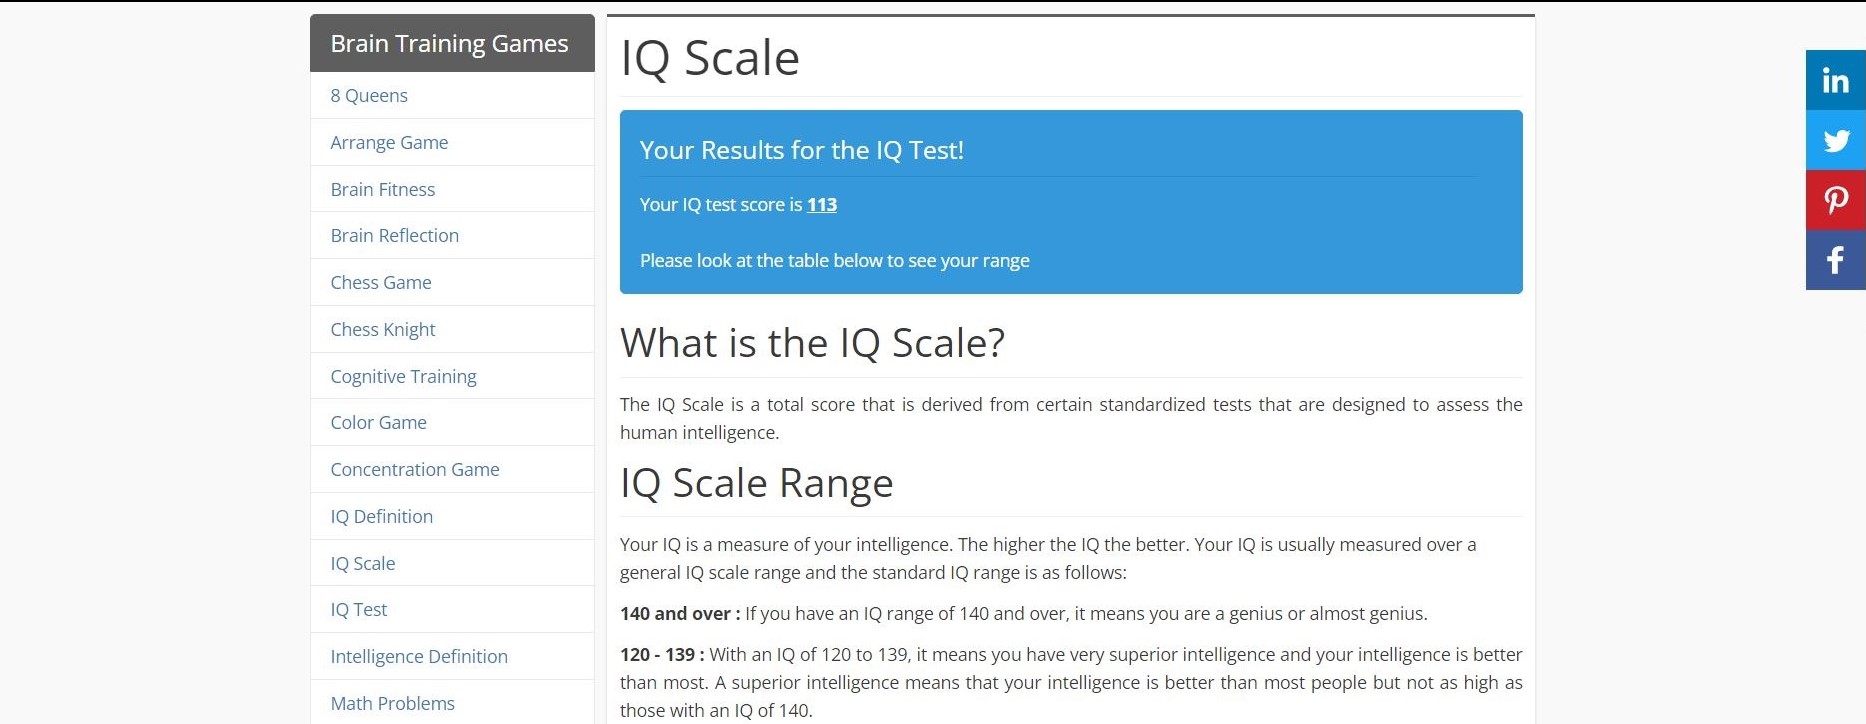 Brain Training Games
8 Queens
Arrange Game
Brain Fitness
Brain Reflection
Chess Game
Chess Knight
Cognitive Training
Color Game
Concentration Game
IQ Definition
IQ Scale
IQ Test
Intelligence Definition
Math Problems
IQ Scale
Your Results for the IQ Test!
Your IQ test score is 113
Please look at the table below to see your range
What is the IQ Scale?
The IQ Scale is a total score that is derived from certain standardized tests that are designed to assess the
human intelligence.
IQ Scale Range
Your IQ is a measure of your intelligence. The higher the IQ the better. Your IQ is usually measured over a
general IQ scale range and the standard IQ range is as follows:
140 and over : If you have an IQ range of 140 and over, it means you are a genius or almost genius.
120 - 139 : With an IQ of 120 to 139, it means you have very superior intelligence and your intelligence is better
than most. A superior intelligence means that your intelligence is better than most people but not as high as
those with an IQ of 140.
in